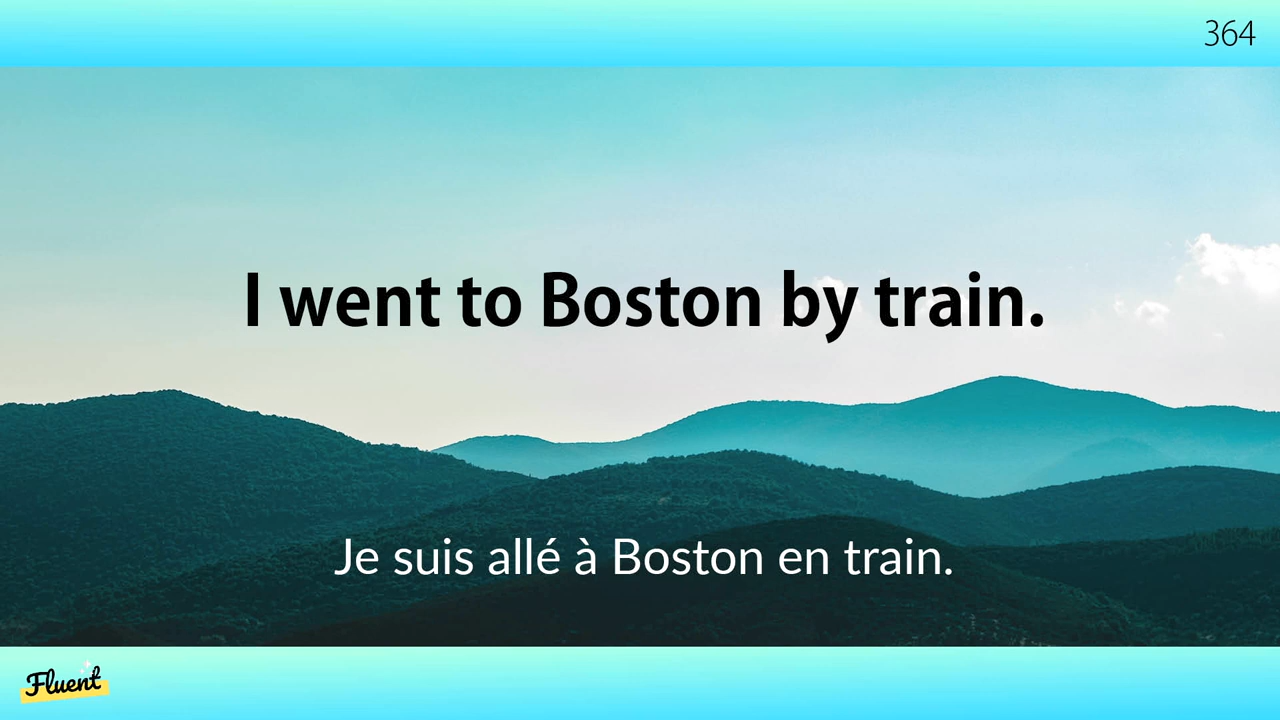 364
I went to Boston by train.
Je suis allé à Boston en train.
Fluent